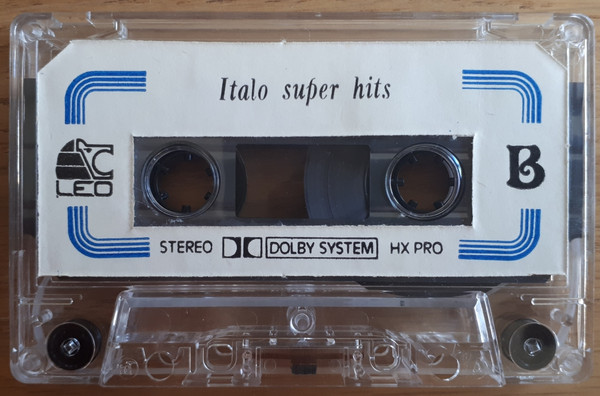 Italo super hits
LEO
B
STEREO DOLBY SYSTEM HX PRO